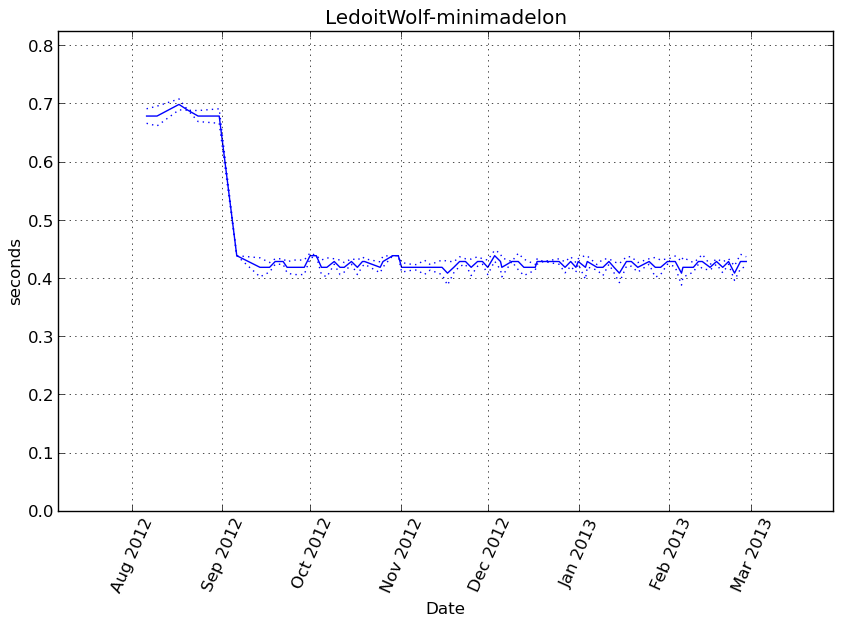 LedoitWolf-minimadelon
0.8
0.7
0.6
0.5
0.4
0.3
0.2
0.1
0.0
seconds
Aug 2012
Sep 2012
Oct 2012
Nov 2012
Dec 2012
Jan 2013
Feb 2013
Mar 2013
Date